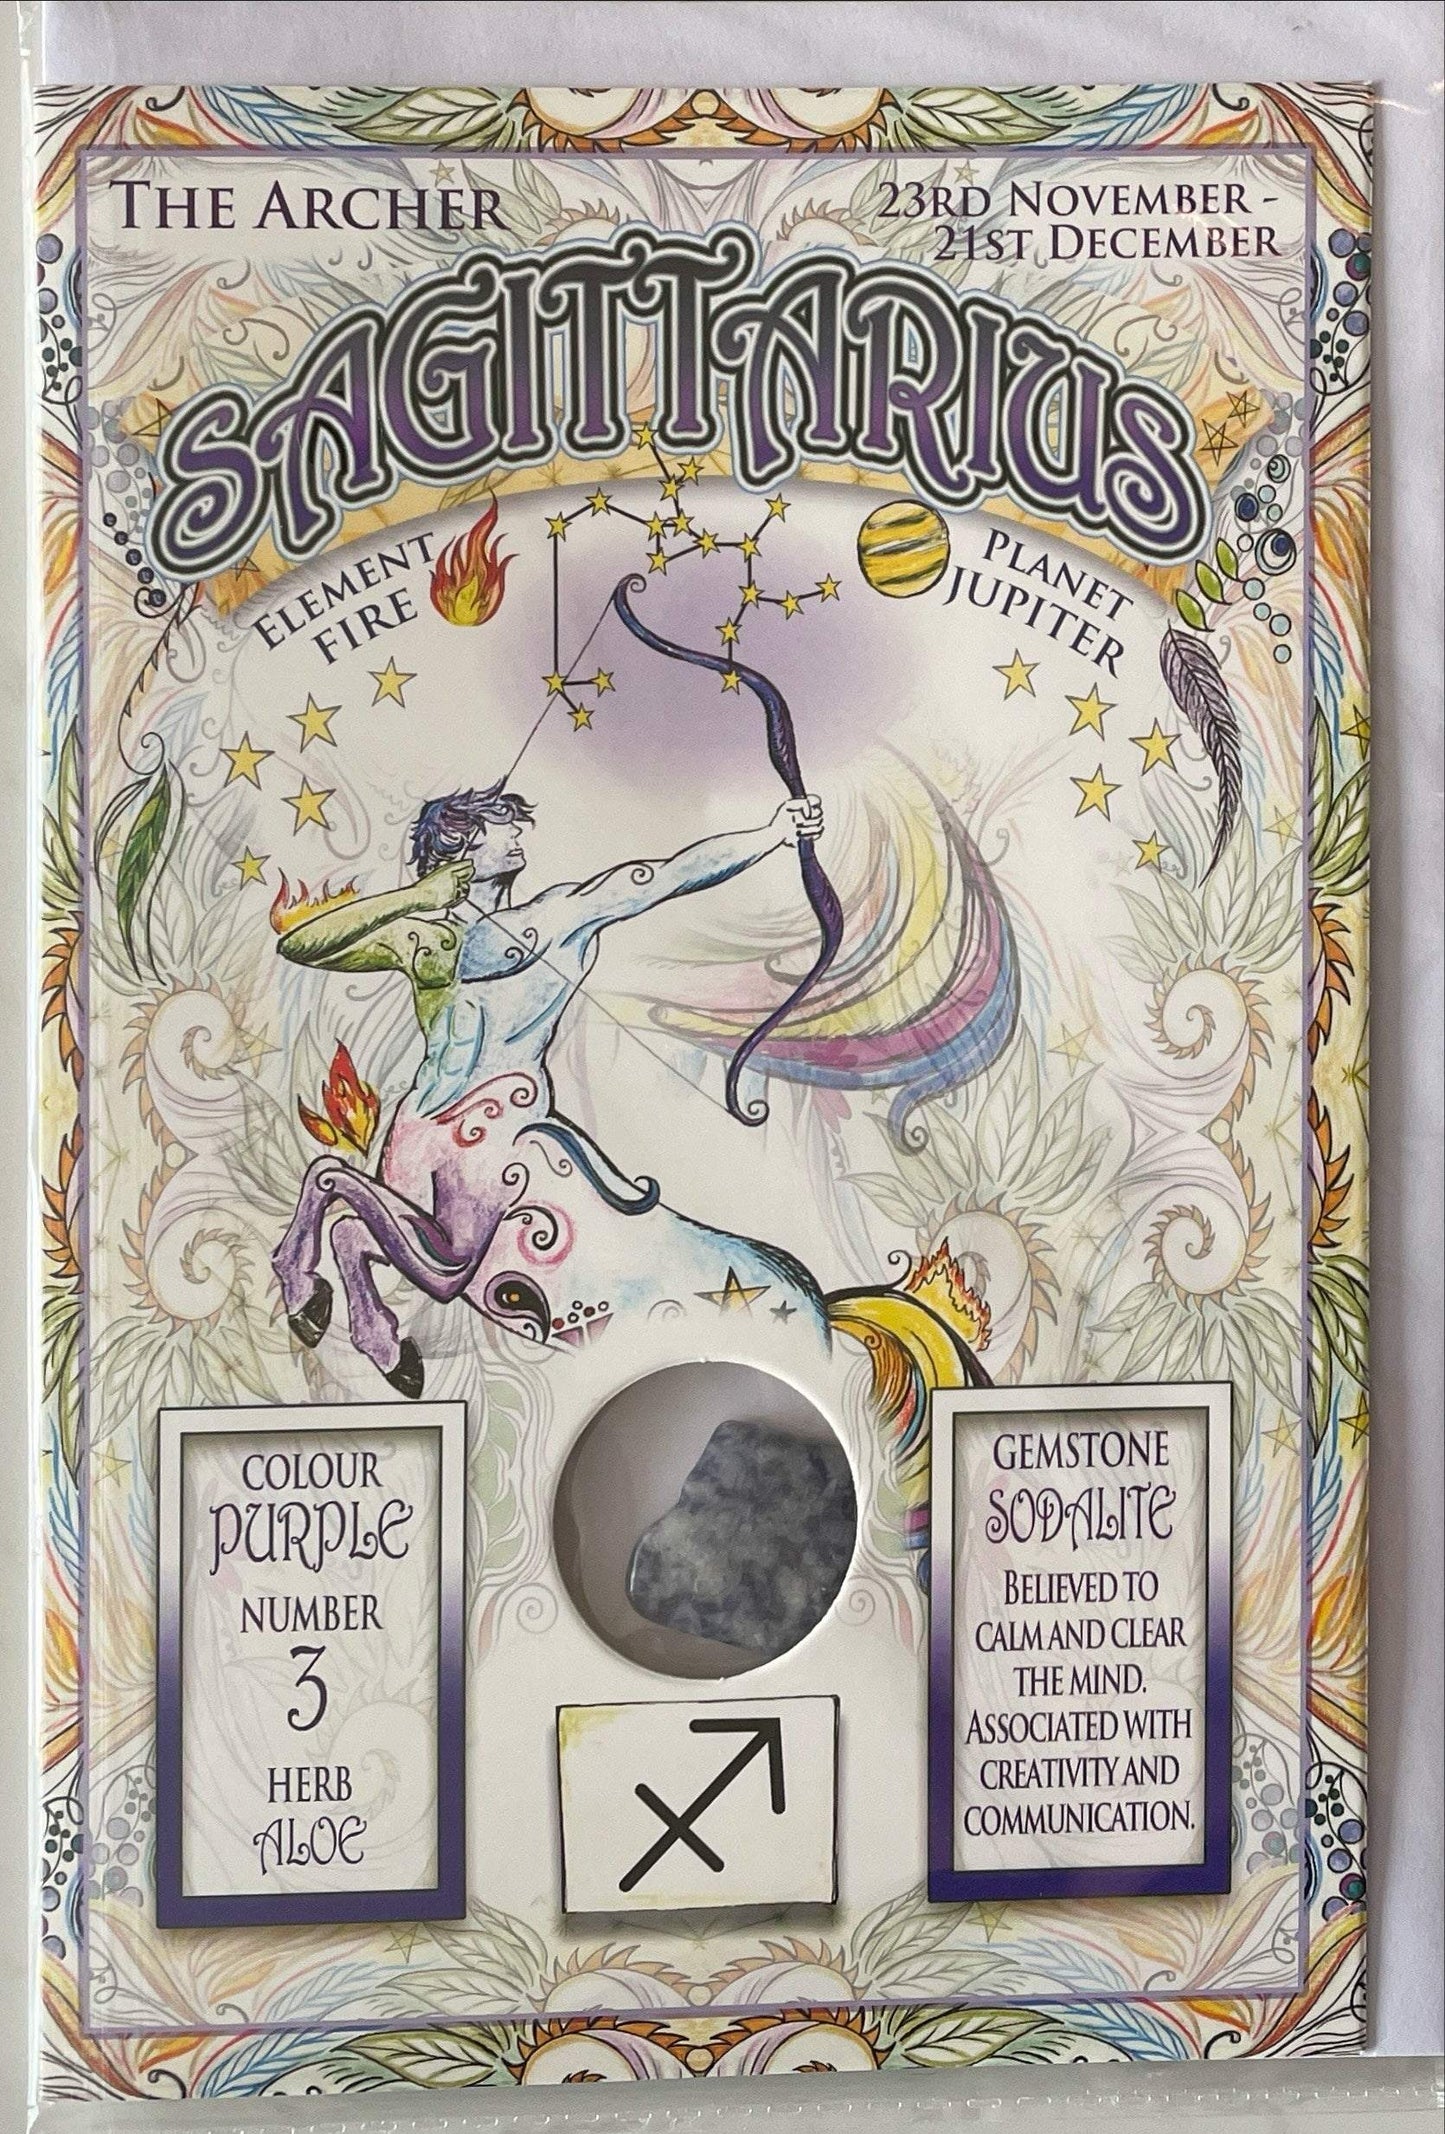 The Archer
23rd November -
21st December
SAGITTARIUS
ELEMENT
FIRE
PLANET
JUPITER
COLOUR
PURPLE
NUMBER
3
HERB
ALOE
GEMSTONE
SODALITE
Believed to
calm and clear
the mind.
Associated with
creativity and
communication.